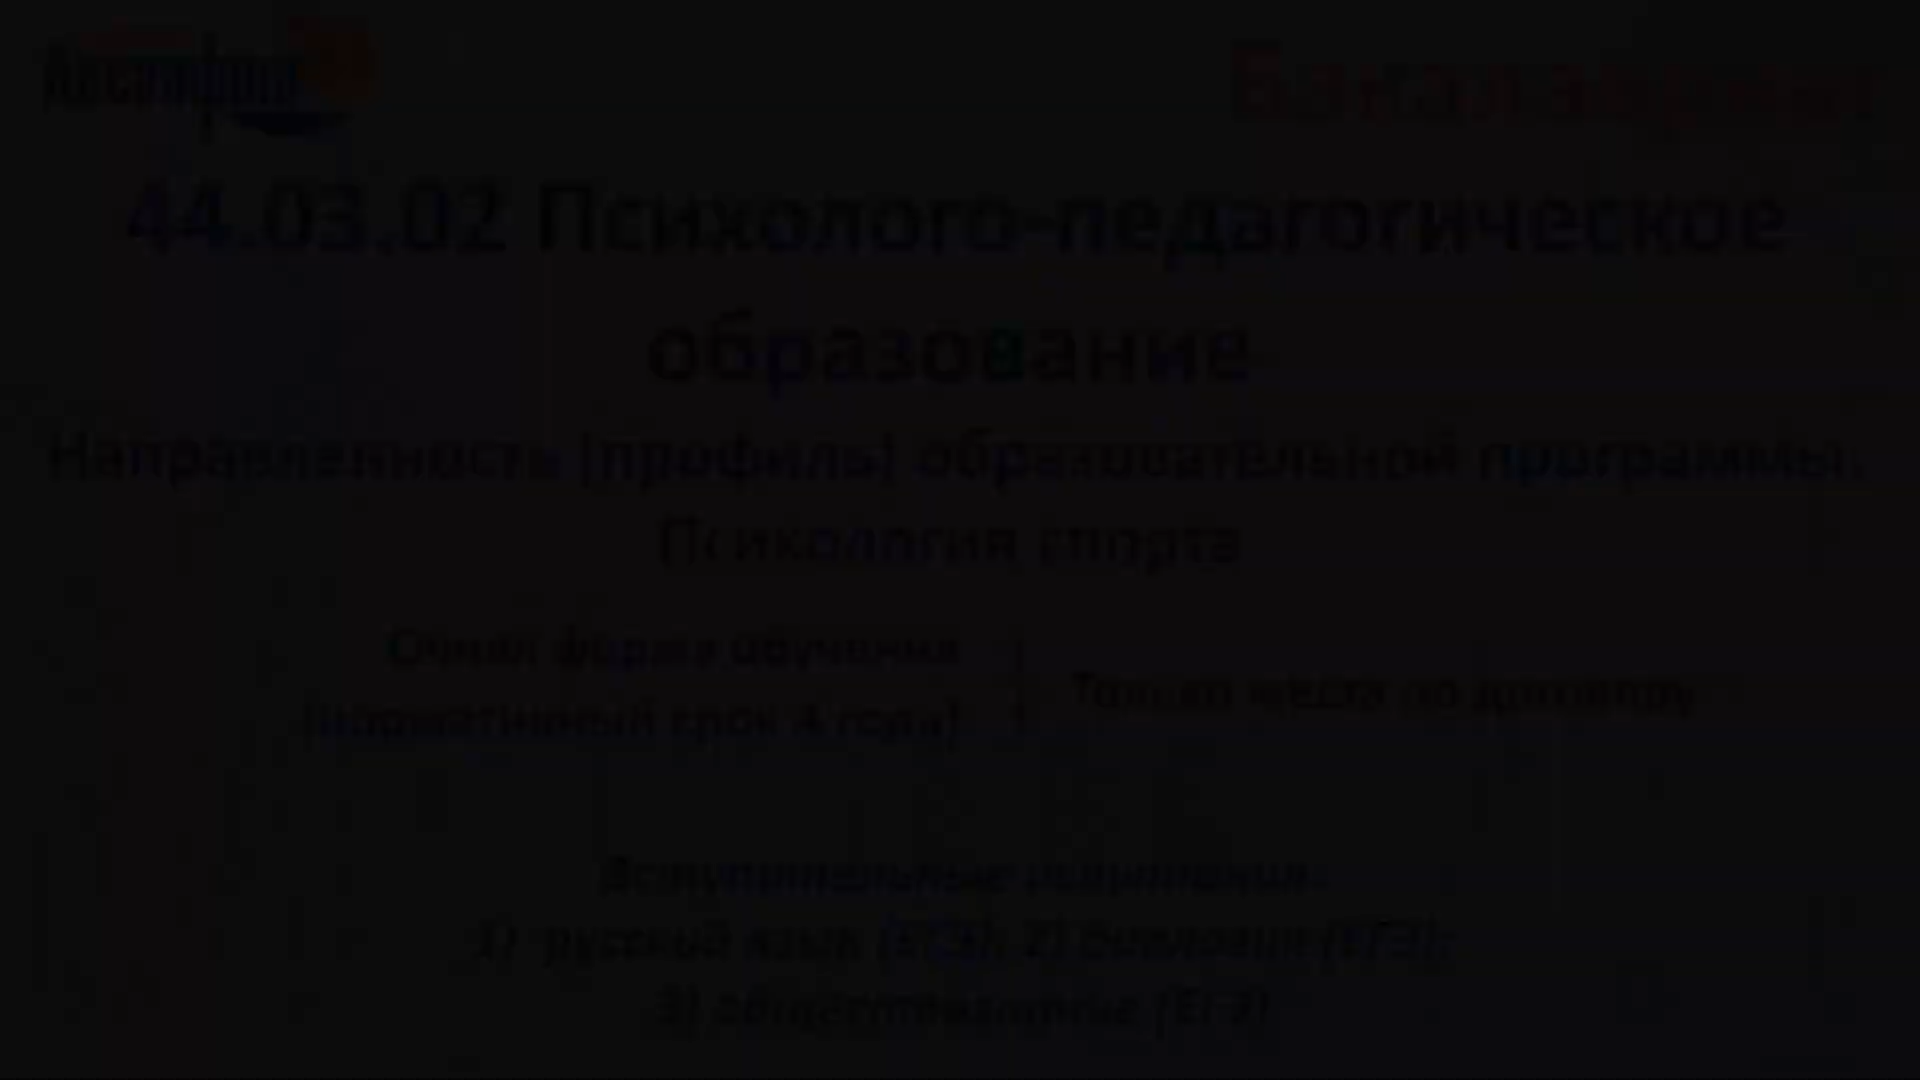 Бакалавриат
44.03.02 Психолого-педагогическое
образование
Направленность (профиль) образовательной программы:
Психология спорта
Очная форма обучения
(нормативный срок 4 года)
Только места по договору
Вступительные испытания:
1) русский язык (ЕГЭ); 2) биология (ЕГЭ);
3) обществознание (ЕГЭ)